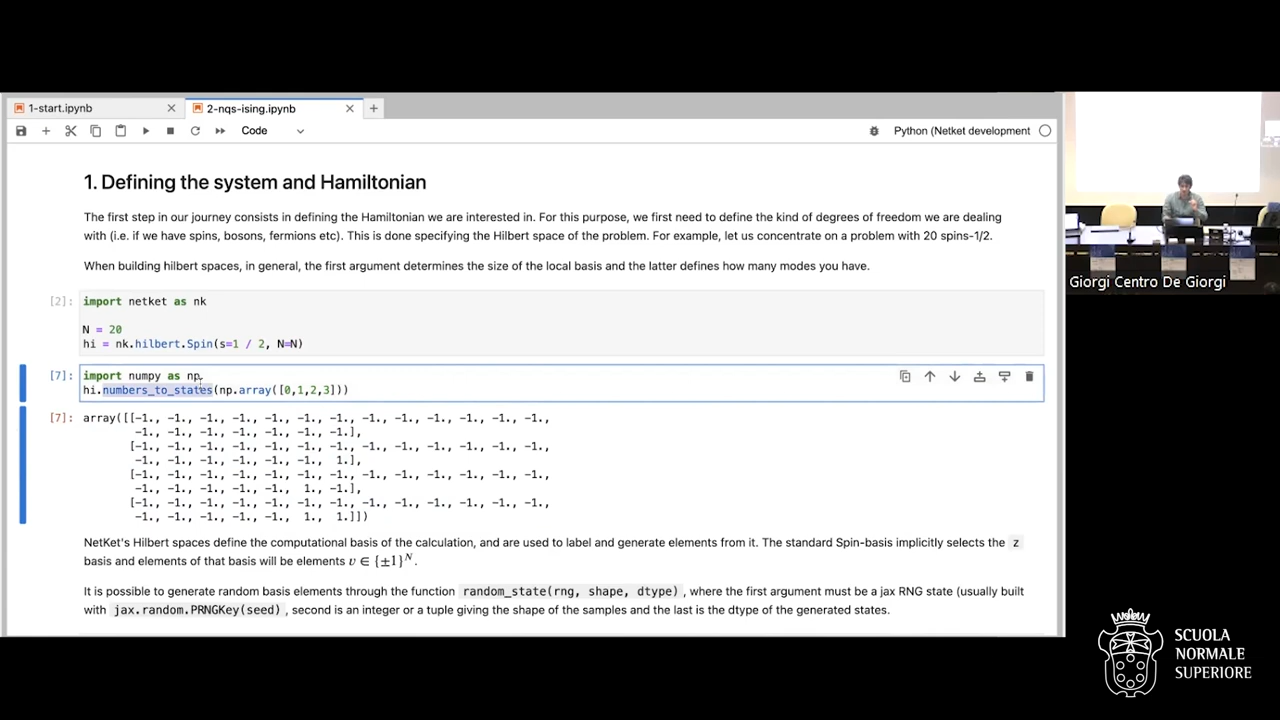 1-start.ipynb
2-nqs-ising.ipynb
Code
Python (Netket development
1. Defining the system and Hamiltonian
The first step in our journey consists in defining the Hamiltonian we are interested in. For this purpose, we first need to define the kind of degrees of freedom we are dealing
with (i.e. if we have spins, bosons, fermions etc). This is done specifying the Hilbert space of the problem. For example, let us concentrate on a problem with 20 spins-1/2.
When building hilbert spaces, in general, the first argument determines the size of the local basis and the latter defines how many modes you have.
[2]: import netket as nk
N = 20
hi = nk.hilbert.Spin(s=1 / 2, N=N)
[7]: import numpy as np
hi.numbers_to_states(np.array([0,1,2,3]))
[7]: array([[-1., -1., -1., -1., -1., -1., -1., -1., -1., -1., -1., -1., -1.,
-1., -1., -1., -1., -1., -1., -1.],
[-1., -1., -1., -1., -1., -1., -1., -1., -1., -1., -1., -1., -1.,
-1., -1., -1., -1., -1., -1., 1.],
[-1., -1., -1., -1., -1., -1., -1., -1., -1., -1., -1., -1., -1.,
-1., -1., -1., -1., -1., 1., -1.],
[-1., -1., -1., -1., -1., -1., -1., -1., -1., -1., -1., -1., -1.,
-1., -1., -1., -1., -1., 1., 1.]])
NetKet's Hilbert spaces define the computational basis of the calculation, and are used to label and generate elements from it. The standard Spin-basis implicitly selects the z
basis and elements of that basis will be elements v ∈ {±1}^N.
It is possible to generate random basis elements through the function random_state(rng, shape, dtype), where the first argument must be a jax RNG state (usually built
with jax.random.PRNGKey(seed), second is an integer or a tuple giving the shape of the samples and the last is the dtype of the generated states.
Giorgi Centro De Giorgi
SCUOLA
NORMALE
SUPERIORE